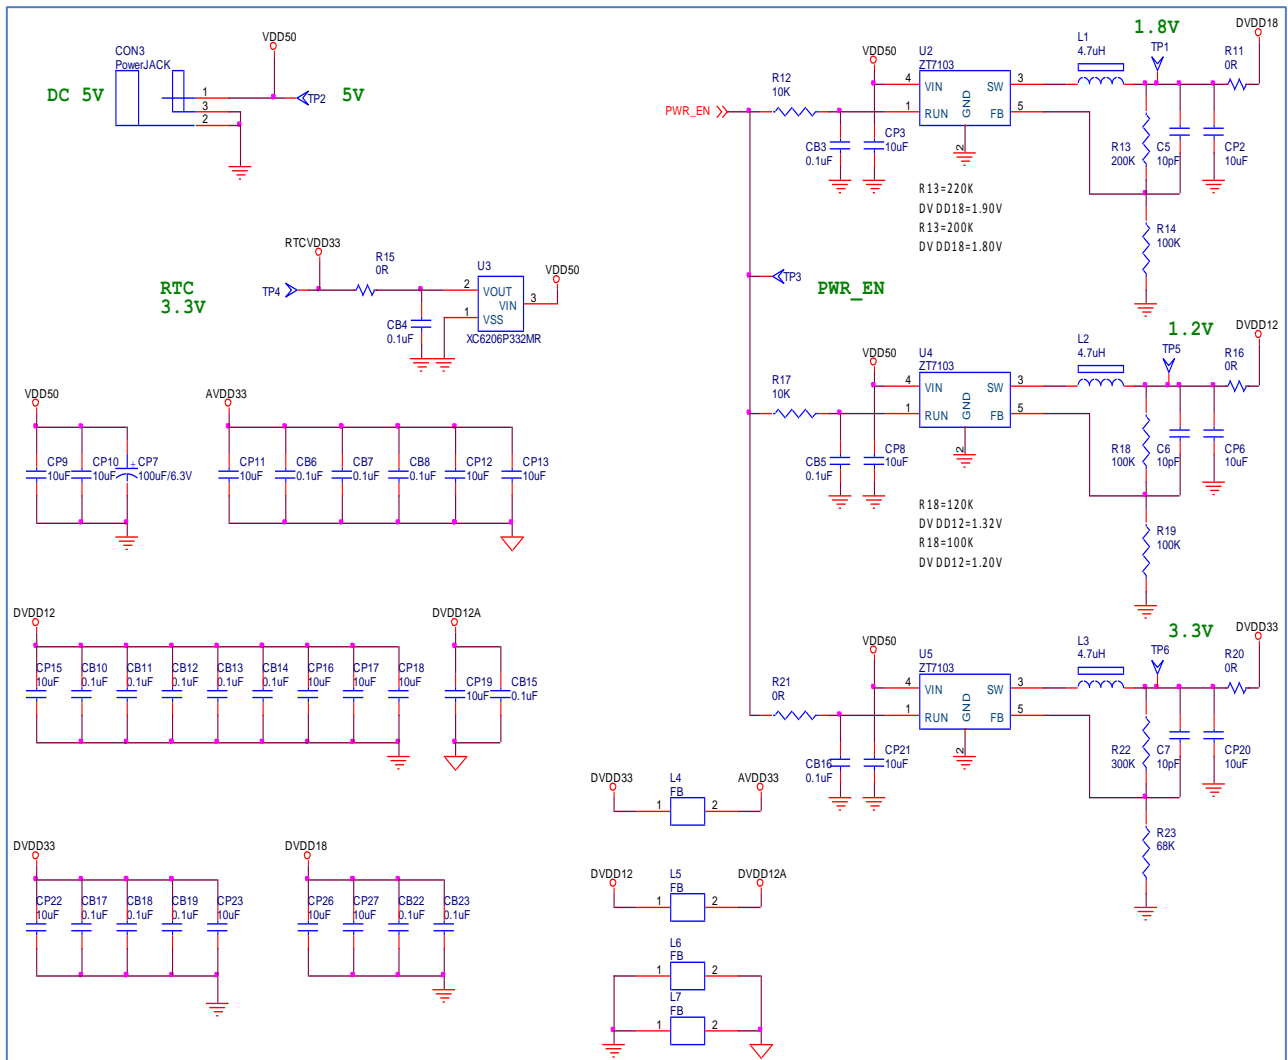 CON3
PowerJACK
DC 5V
1
3
2
VDD50
TP2
5V
RTC
3.3V
RTCVDD33
TP4
R15
0R
CB4
0.1uF
U3
2
VOUT
VIN
3
1
VSS
XC6206P332MR
VDD50
PWR_EN
R12
10K
CB3
0.1uF
VDD50
CP3
10uF
U2
ZT7103
4
VIN
SW
3
1
RUN
GND
FB
5
2
L1
4.7uH
1.8V
TP1
R11
0R
DVDD18
R13
200K
C5
10pF
CP2
10uF
R14
100K
R13=220K
DVDD18=1.90V
R13=200K
DVDD18=1.80V
TP3
PWR_EN
R17
10K
CB5
0.1uF
VDD50
CP8
10uF
U4
ZT7103
4
VIN
SW
3
1
RUN
GND
FB
5
2
L2
4.7uH
1.2V
TP5
R16
0R
DVDD12
R18
100K
C6
10pF
CP6
10uF
R19
100K
R18=120K
DVDD12=1.32V
R18=100K
DVDD12=1.20V
R21
0R
CB16
0.1uF
VDD50
CP21
10uF
U5
ZT7103
4
VIN
SW
3
1
RUN
GND
FB
5
2
L3
4.7uH
3.3V
TP6
R20
0R
DVDD33
R22
300K
C7
10pF
CP20
10uF
R23
68K
VDD50
CP9
10uF
CP10
10uF
+
CP7
100uF/6.3V
AVDD33
CP11
10uF
CB6
0.1uF
CB7
0.1uF
CB8
0.1uF
CP12
10uF
CP13
10uF
DVDD12
CP15
10uF
CB10
0.1uF
CB11
0.1uF
CB12
0.1uF
CB13
0.1uF
CB14
0.1uF
CP16
10uF
CP17
10uF
CP18
10uF
DVDD12A
CP19
10uF
CB15
0.1uF
DVDD33
CP22
10uF
CB17
0.1uF
CB18
0.1uF
CB19
0.1uF
CP23
10uF
DVDD18
CP26
10uF
CP27
10uF
CB22
0.1uF
CB23
0.1uF
DVDD33
L4
FB
1
2
AVDD33
DVDD12
L5
FB
1
2
DVDD12A
L6
FB
1
2
L7
FB
1
2